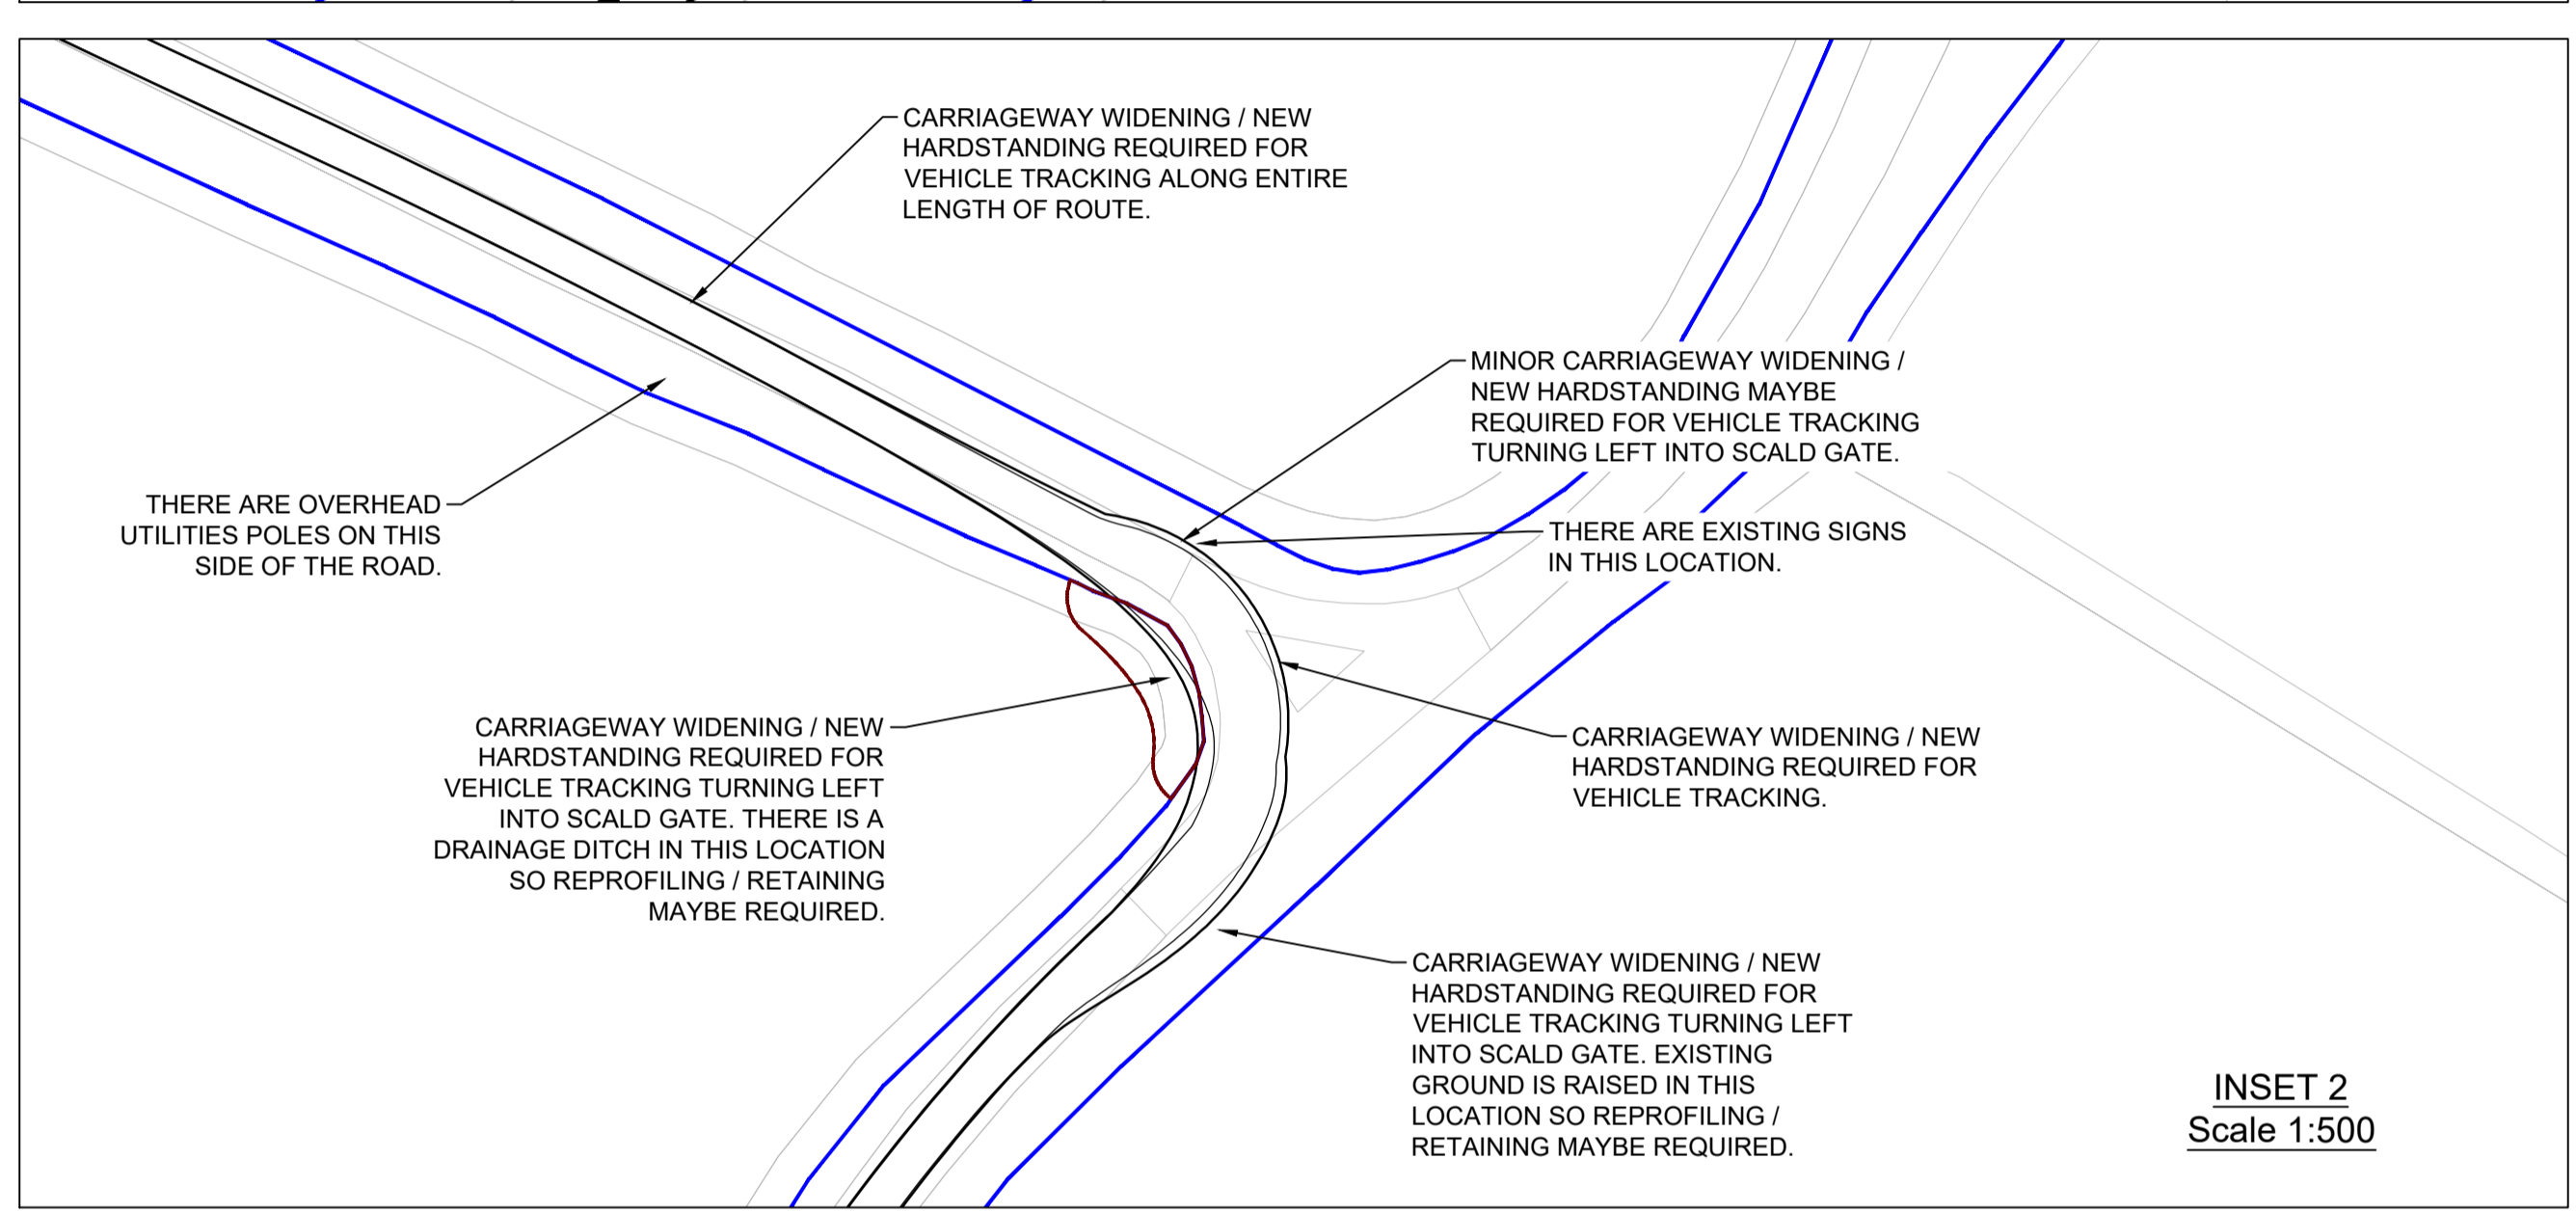 CARRIAGEWAY WIDENING / NEW
HARDSTANDING REQUIRED FOR
VEHICLE TRACKING ALONG ENTIRE
LENGTH OF ROUTE.
MINOR CARRIAGEWAY WIDENING /
NEW HARDSTANDING MAYBE
REQUIRED FOR VEHICLE TRACKING
TURNING LEFT INTO SCALD GATE.
THERE ARE OVERHEAD
UTILITIES POLES ON THIS
SIDE OF THE ROAD.
THERE ARE EXISTING SIGNS
IN THIS LOCATION.
CARRIAGEWAY WIDENING / NEW
HARDSTANDING REQUIRED FOR
VEHICLE TRACKING TURNING LEFT
INTO SCALD GATE. THERE IS A
DRAINAGE DITCH IN THIS LOCATION
SO REPROFILING / RETAINING
MAYBE REQUIRED.
CARRIAGEWAY WIDENING / NEW
HARDSTANDING REQUIRED FOR
VEHICLE TRACKING.
CARRIAGEWAY WIDENING / NEW
HARDSTANDING REQUIRED FOR
VEHICLE TRACKING TURNING LEFT
INTO SCALD GATE. EXISTING
GROUND IS RAISED IN THIS
LOCATION SO REPROFILING /
RETAINING MAYBE REQUIRED.
INSET 2
Scale 1:500